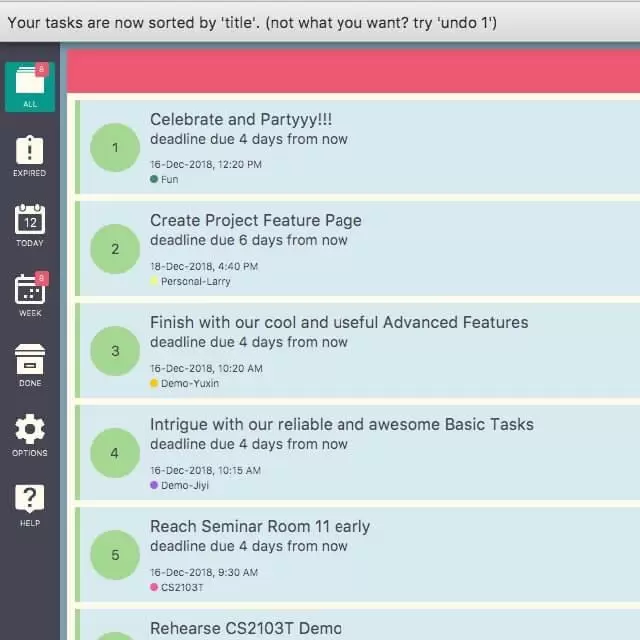 Your tasks are now sorted by 'title'. (not what you want? try 'undo 1')
8
ALL
EXPIRED
12
TODAY
8
WEEK
DONE
OPTIONS
?
HELP
1
Celebrate and Partyyy!!!
deadline due 4 days from now
16-Dec-2018, 12:20 PM
Fun
2
Create Project Feature Page
deadline due 6 days from now
18-Dec-2018, 4:40 PM
Personal-Larry
3
Finish with our cool and useful Advanced Features
deadline due 4 days from now
16-Dec-2018, 10:20 AM
Demo-Yuxin
4
Intrigue with our reliable and awesome Basic Tasks
deadline due 4 days from now
16-Dec-2018, 10:15 AM
Demo-Jiyi
5
Reach Seminar Room 11 early
deadline due 4 days from now
16-Dec-2018, 9:30 AM
CS2103T
Rehearse CS2103T Demo